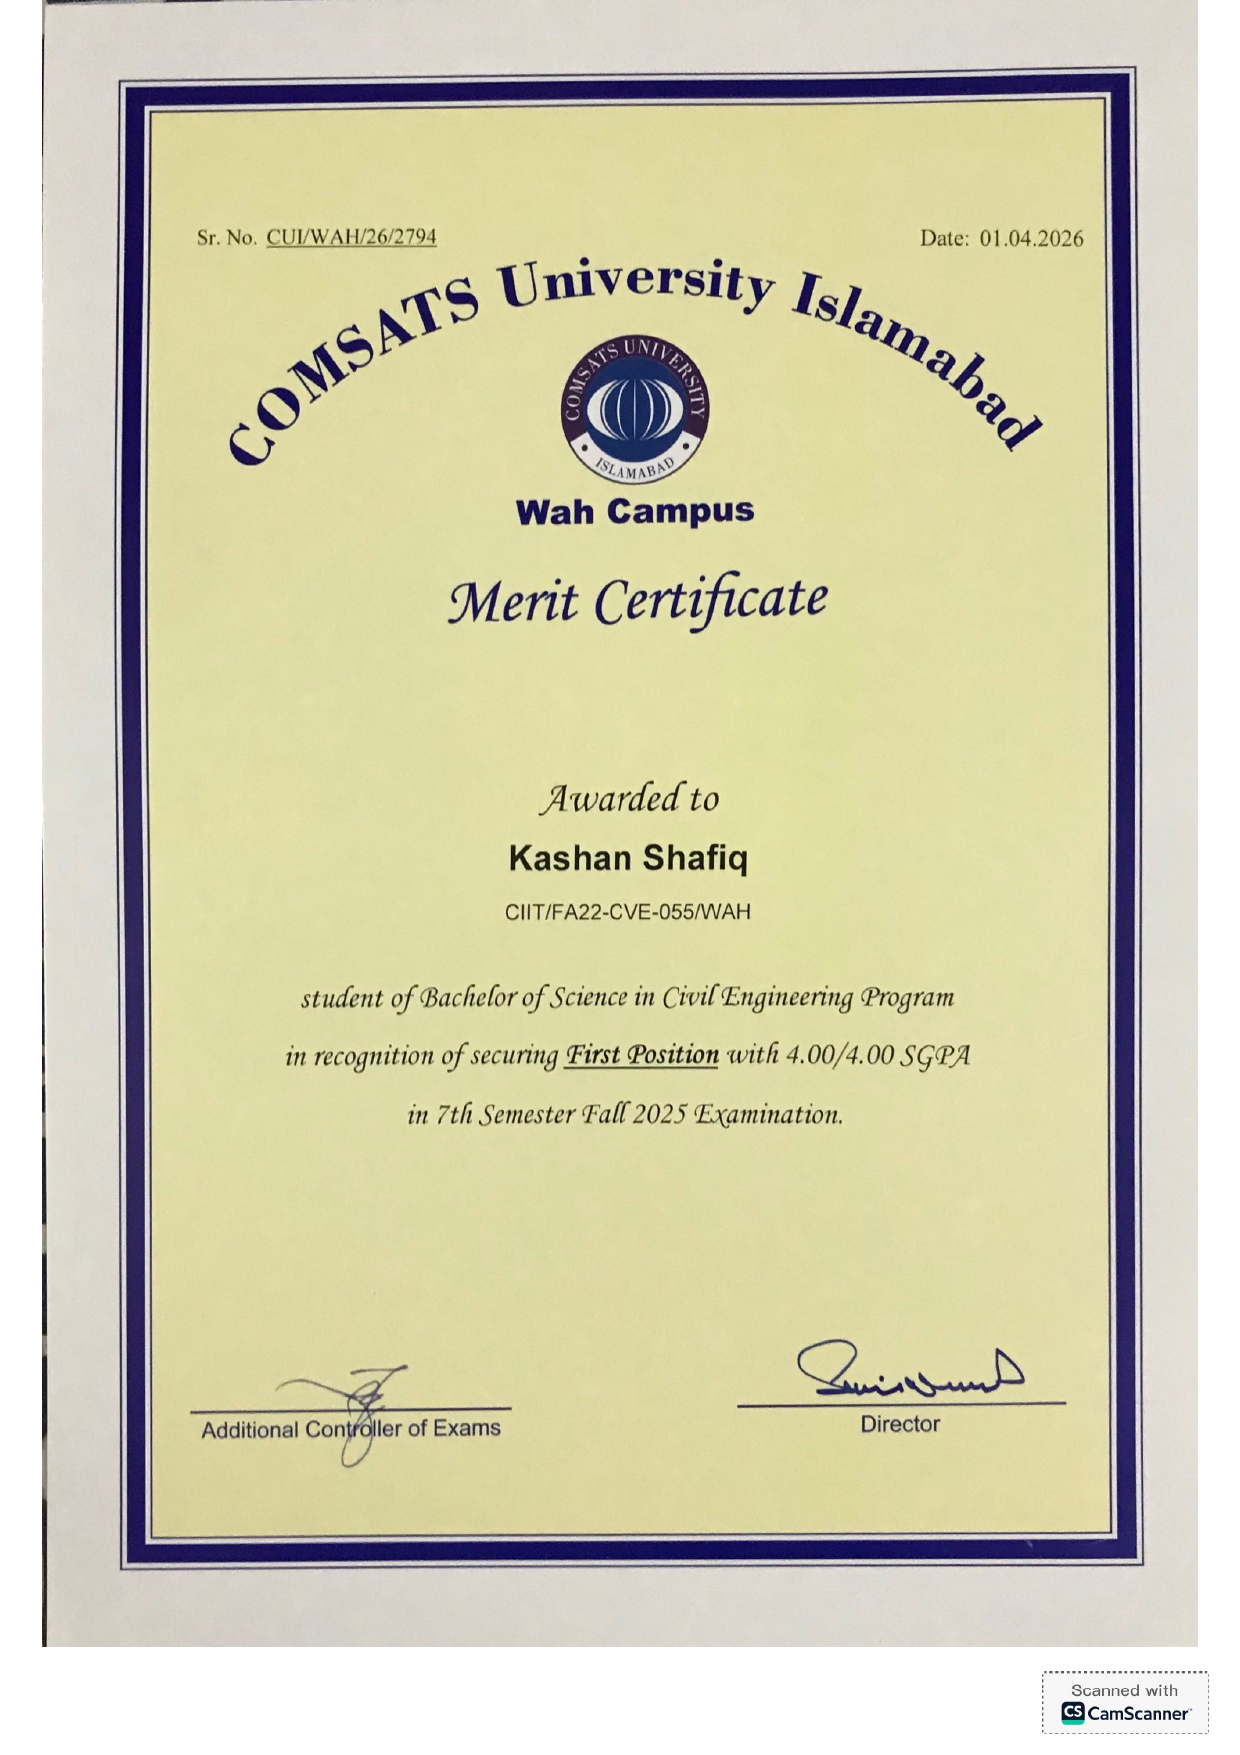 Sr. No. CUI/WAH/26/2794
Date: 01.04.2026
COMSATS University Islamabad
COMSATS UNIVERSITY
ISLAMABAD
Wah Campus
Merit Certificate
Awarded to
Kashan Shafiq
CIIT/FA22-CVE-055/WAH
student of Bachelor of Science in Civil Engineering Program
in recognition of securing First Position with 4.00/4.00 SGPA
in 7th Semester Fall 2025 Examination.
Additional Controller of Exams
Director
Scanned with
CS CamScanner